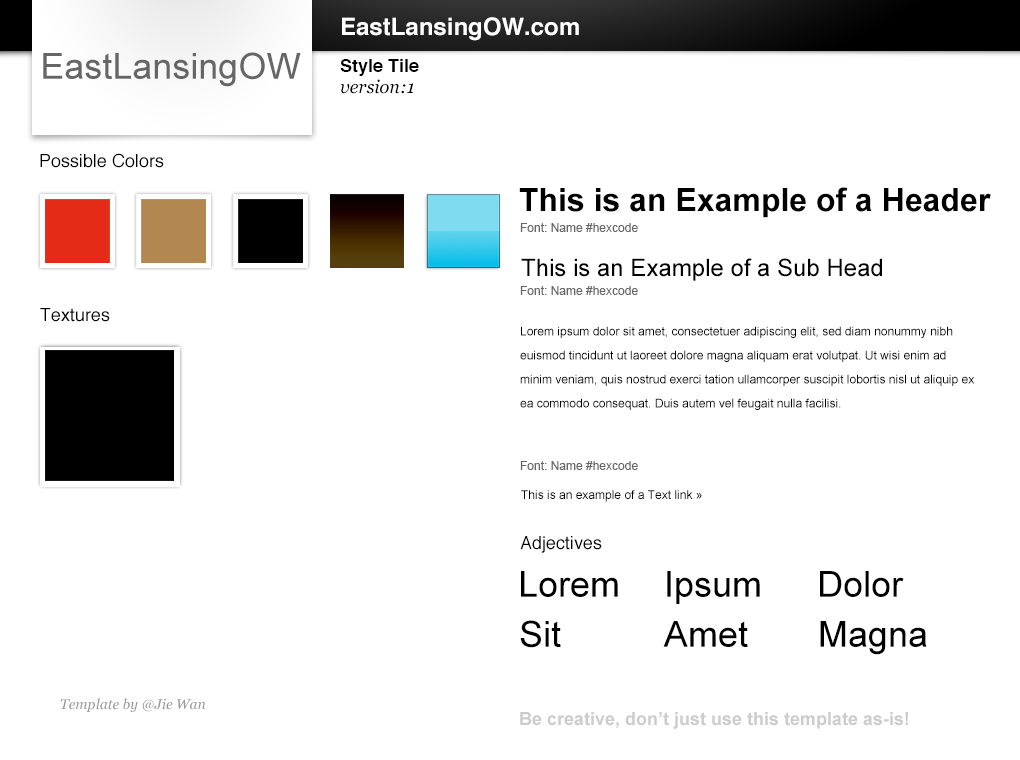 EastLansingOW.com
EastLansingOW
Style Tile
version:1
Possible Colors
Textures
This is an Example of a Header
Font: Name #hexcode
This is an Example of a Sub Head
Font: Name #hexcode
Lorem ipsum dolor sit amet, consectetuer adipiscing elit, sed diam nonummy nibh
euismod tincidunt ut laoreet dolore magna aliquam erat volutpat. Ut wisi enim ad
minim veniam, quis nostrud exerci tation ullamcorper suscipit lobortis nisl ut aliquip ex
ea commodo consequat. Duis autem vel feugait nulla facilisi.
Font: Name #hexcode
This is an example of a Text link »
Adjectives
Lorem Ipsum Dolor
Sit Amet Magna
Template by @Jie Wan
Be creative, don’t just use this template as-is!